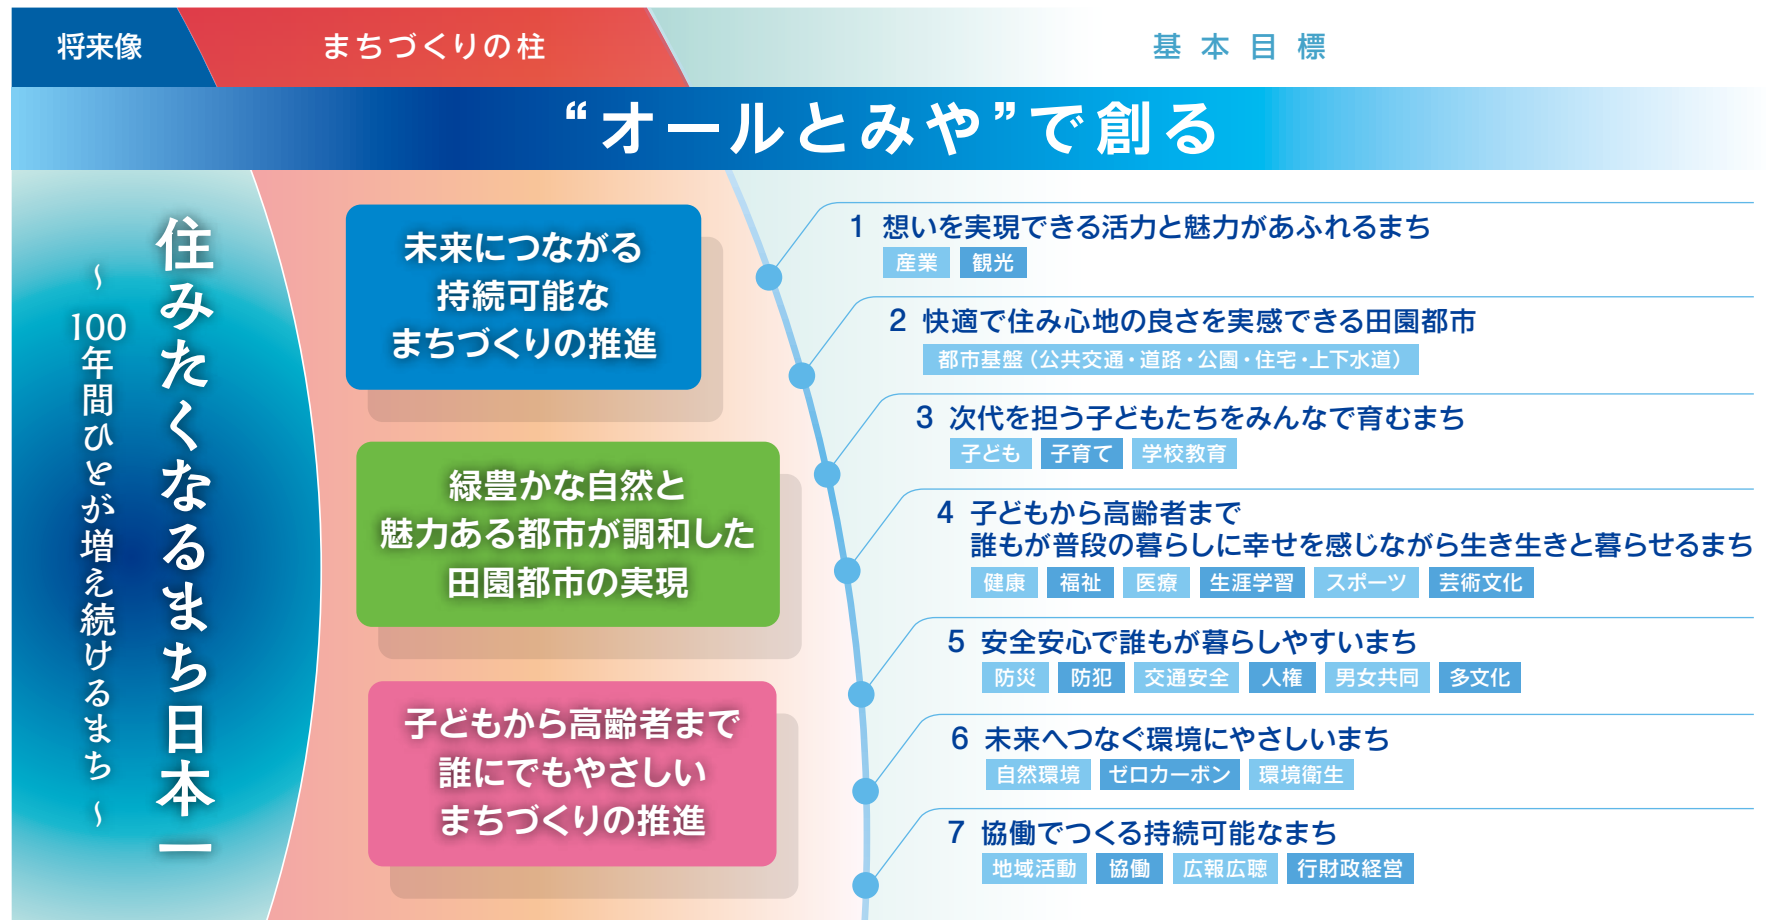 将来像
まちづくりの柱
基本目標
“オールとみや”で創る
住みたくなるまち日本一
～100年間ひとが増え続けるまち～
未来につながる
持続可能な
まちづくりの推進
緑豊かな自然と
魅力ある都市が調和した
田園都市の実現
子どもから高齢者まで
誰にでもやさしい
まちづくりの推進
1 想いを実現できる活力と魅力があふれるまち
産業 観光
2 快適で住み心地の良さを実感できる田園都市
都市基盤（公共交通・道路・公園・住宅・上下水道）
3 次代を担う子どもたちをみんなで育むまち
子ども 子育て 学校教育
4 子どもから高齢者まで
誰もが普段の暮らしに幸せを感じながら生き生きと暮らせるまち
健康 福祉 医療 生涯学習 スポーツ 芸術文化
5 安全安心で誰もが暮らしやすいまち
防災 防犯 交通安全 人権 男女共同 多文化
6 未来へつなぐ環境にやさしいまち
自然環境 ゼロカーボン 環境衛生
7 協働でつくる持続可能なまち
地域活動 協働 広報広聴 行財政経営